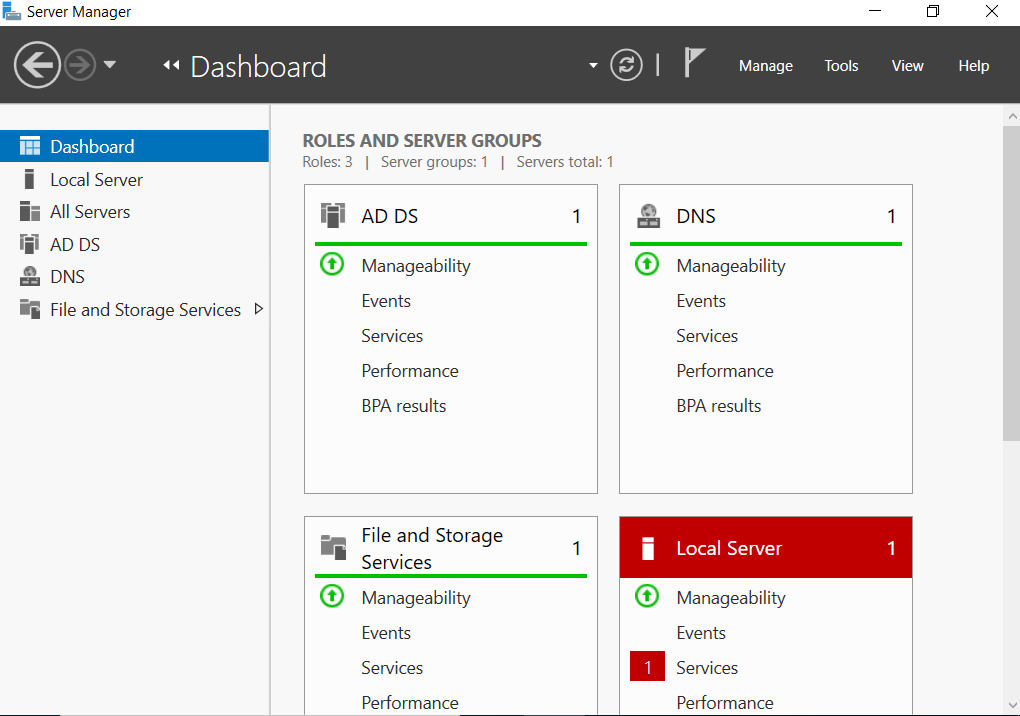 Server Manager
Dashboard
Manage Tools View Help
Dashboard
Local Server
All Servers
AD DS
DNS
File and Storage Services
ROLES AND SERVER GROUPS
Roles: 3 | Server groups: 1 | Servers total: 1
AD DS 1
Manageability
Events
Services
Performance
BPA results
DNS 1
Manageability
Events
Services
Performance
BPA results
File and Storage
Services 1
Manageability
Events
Services
Performance
Local Server 1
Manageability
Events
1 Services
Performance